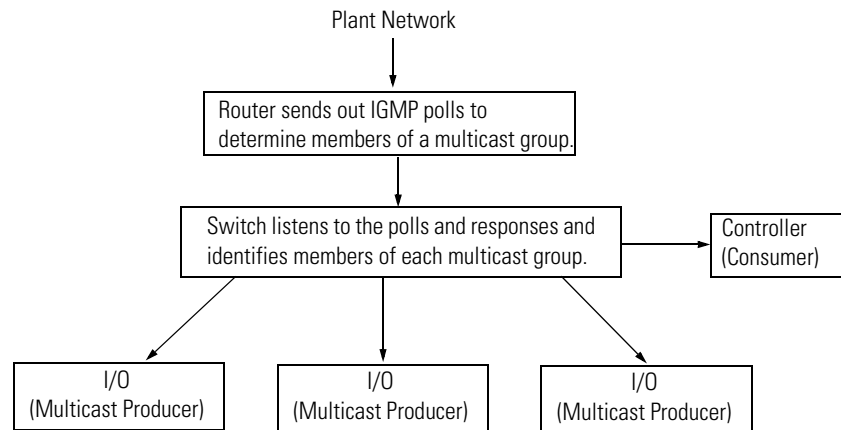 Plant Network
Router sends out IGMP polls to
determine members of a multicast group.
Switch listens to the polls and responses and
identifies members of each multicast group.
Controller
(Consumer)
I/O
(Multicast Producer)
I/O
(Multicast Producer)
I/O
(Multicast Producer)